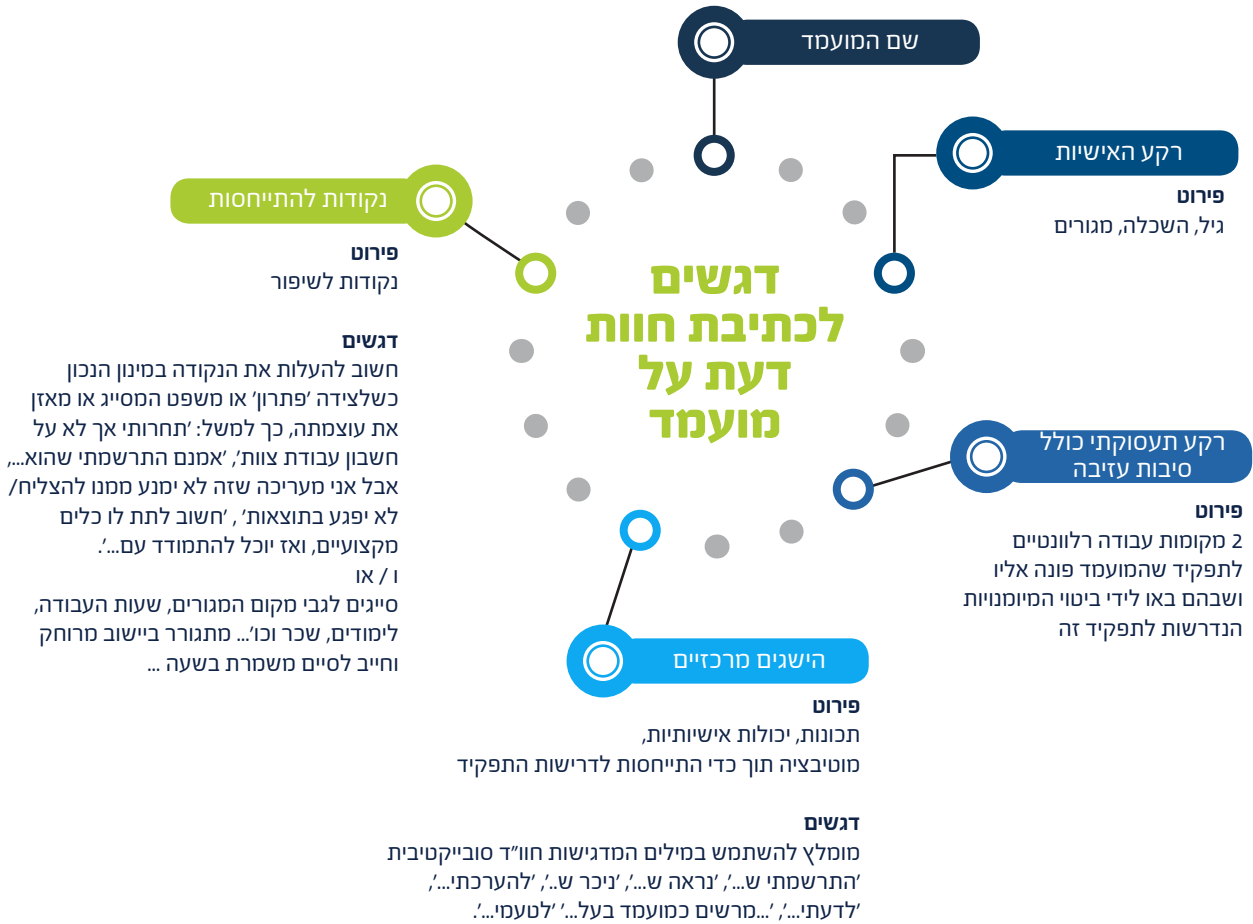 דגשים
לכתיבת חוות
דעת על
מועמד
שם המועמד
רקע האישיות
פירוט
גיל, השכלה, מגורים
רקע תעסוקתי כולל
סיבות עזיבה
פירוט
2 מקומות עבודה רלוונטיים
לתפקיד שהמועמד פונה אליו
ושבהם באו לידי ביטוי המיומנויות
הנדרשות לתפקיד זה
הישגים מרכזיים
פירוט
תכונות, יכולות אישיותיות,
מוטיבציה תוך כדי התייחסות לדרישות התפקיד
דגשים
מומלץ להשתמש במילים המדגישות חוו״ד סובייקטיבית
'התרשמתי ש...', 'נראה ש...', 'ניכר ש..', 'להערכתי...',
'לדעתי...', '...מרשים כמועמד בעל...' 'לטעמי...'.
נקודות להתייחסות
פירוט
נקודות לשיפור
דגשים
חשוב להעלות את הנקודה במינון הנכון
כשלצידה 'פתרון' או משפט המסייג או מאזן
את עוצמתה, כך למשל: 'תחרותי אך לא על
חשבון עבודת צוות', 'אמנם התרשמתי שהוא...,
אבל אני מעריכה שזה לא ימנע ממנו להצליח/
לא יפגע בתוצאות' , 'חשוב לתת לו כלים
מקצועיים, ואז יוכל להתמודד עם...'.
ו / או
סייגים לגבי מקום המגורים, שעות העבודה,
לימודים, שכר וכו'... מתגורר ביישוב מרוחק
וחייב לסיים משמרת בשעה ...